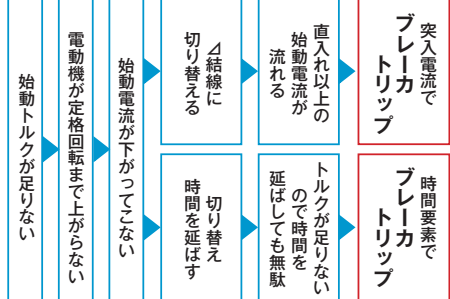 始動トルクが足りない
電動機が定格回転まで上がらない
始動電流が下がってこない
⊿結線に
切り替える
直入れ以上の
始動電流が
流れる
突入電流で
ブレーカ
トリップ
切り替え
時間を延ばす
トルクが足りない
ので時間を
延ばしても無駄
時間要素で
ブレーカ
トリップ